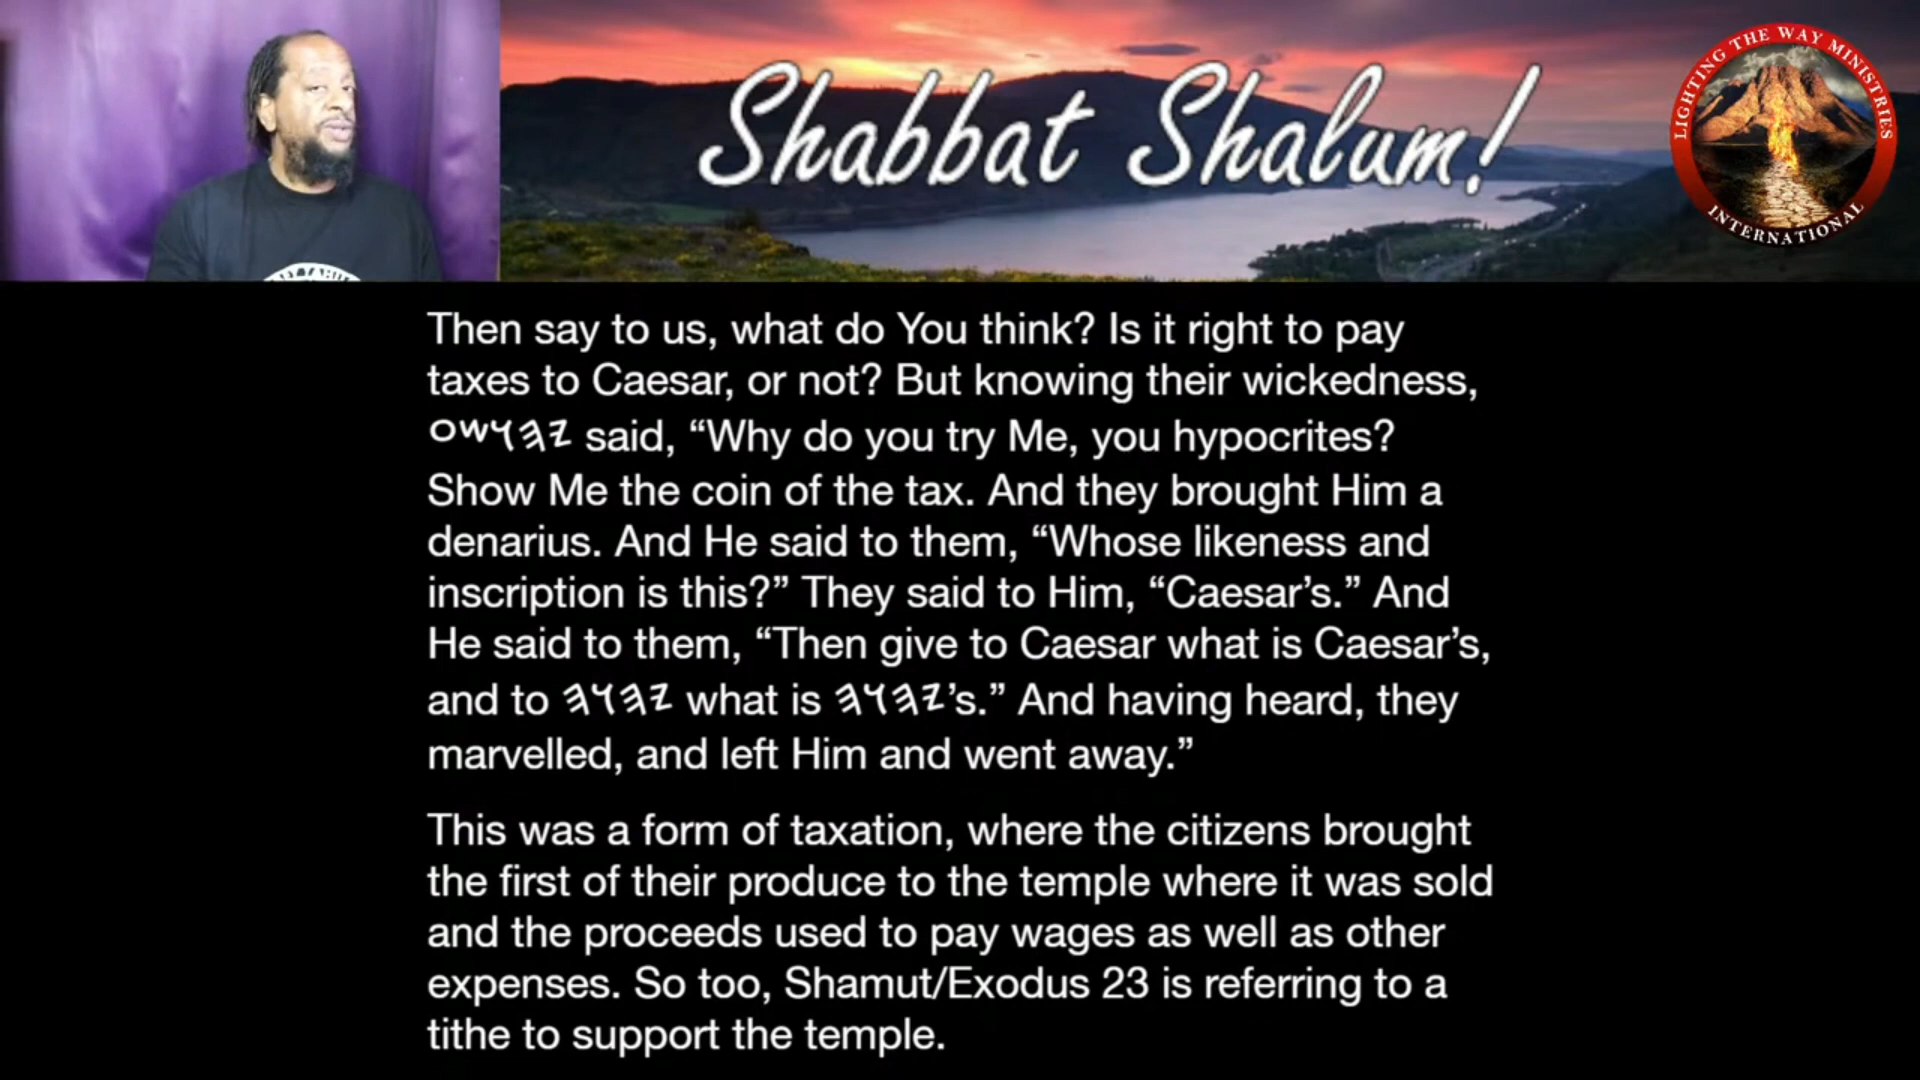 Shabbat Shalum!
LIGHTING THE WAY MINISTRIES
INTERNATIONAL
Then say to us, what do You think? Is it right to pay
taxes to Caesar, or not? But knowing their wickedness,
𐤉𐤄𐤅𐤔𐤏 said, “Why do you try Me, you hypocrites?
Show Me the coin of the tax. And they brought Him a
denarius. And He said to them, “Whose likeness and
inscription is this?” They said to Him, “Caesar’s.” And
He said to them, “Then give to Caesar what is Caesar’s,
and to 𐤉𐤄𐤅𐤄 what is 𐤉𐤄𐤅𐤄’s.” And having heard, they
marvelled, and left Him and went away.”
This was a form of taxation, where the citizens brought
the first of their produce to the temple where it was sold
and the proceeds used to pay wages as well as other
expenses. So too, Shamut/Exodus 23 is referring to a
tithe to support the temple.